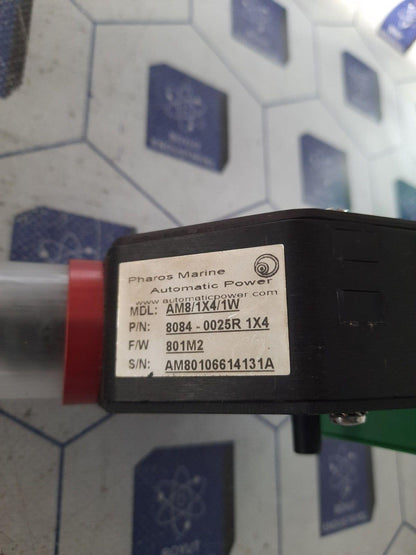 Pharos Marine
Automatic Power
www.automaticpower.com
MDL: AM8/1X4/1W
P/N: 8084 - 0025R 1X4
F/W 801M2
S/N: AM80106614131A